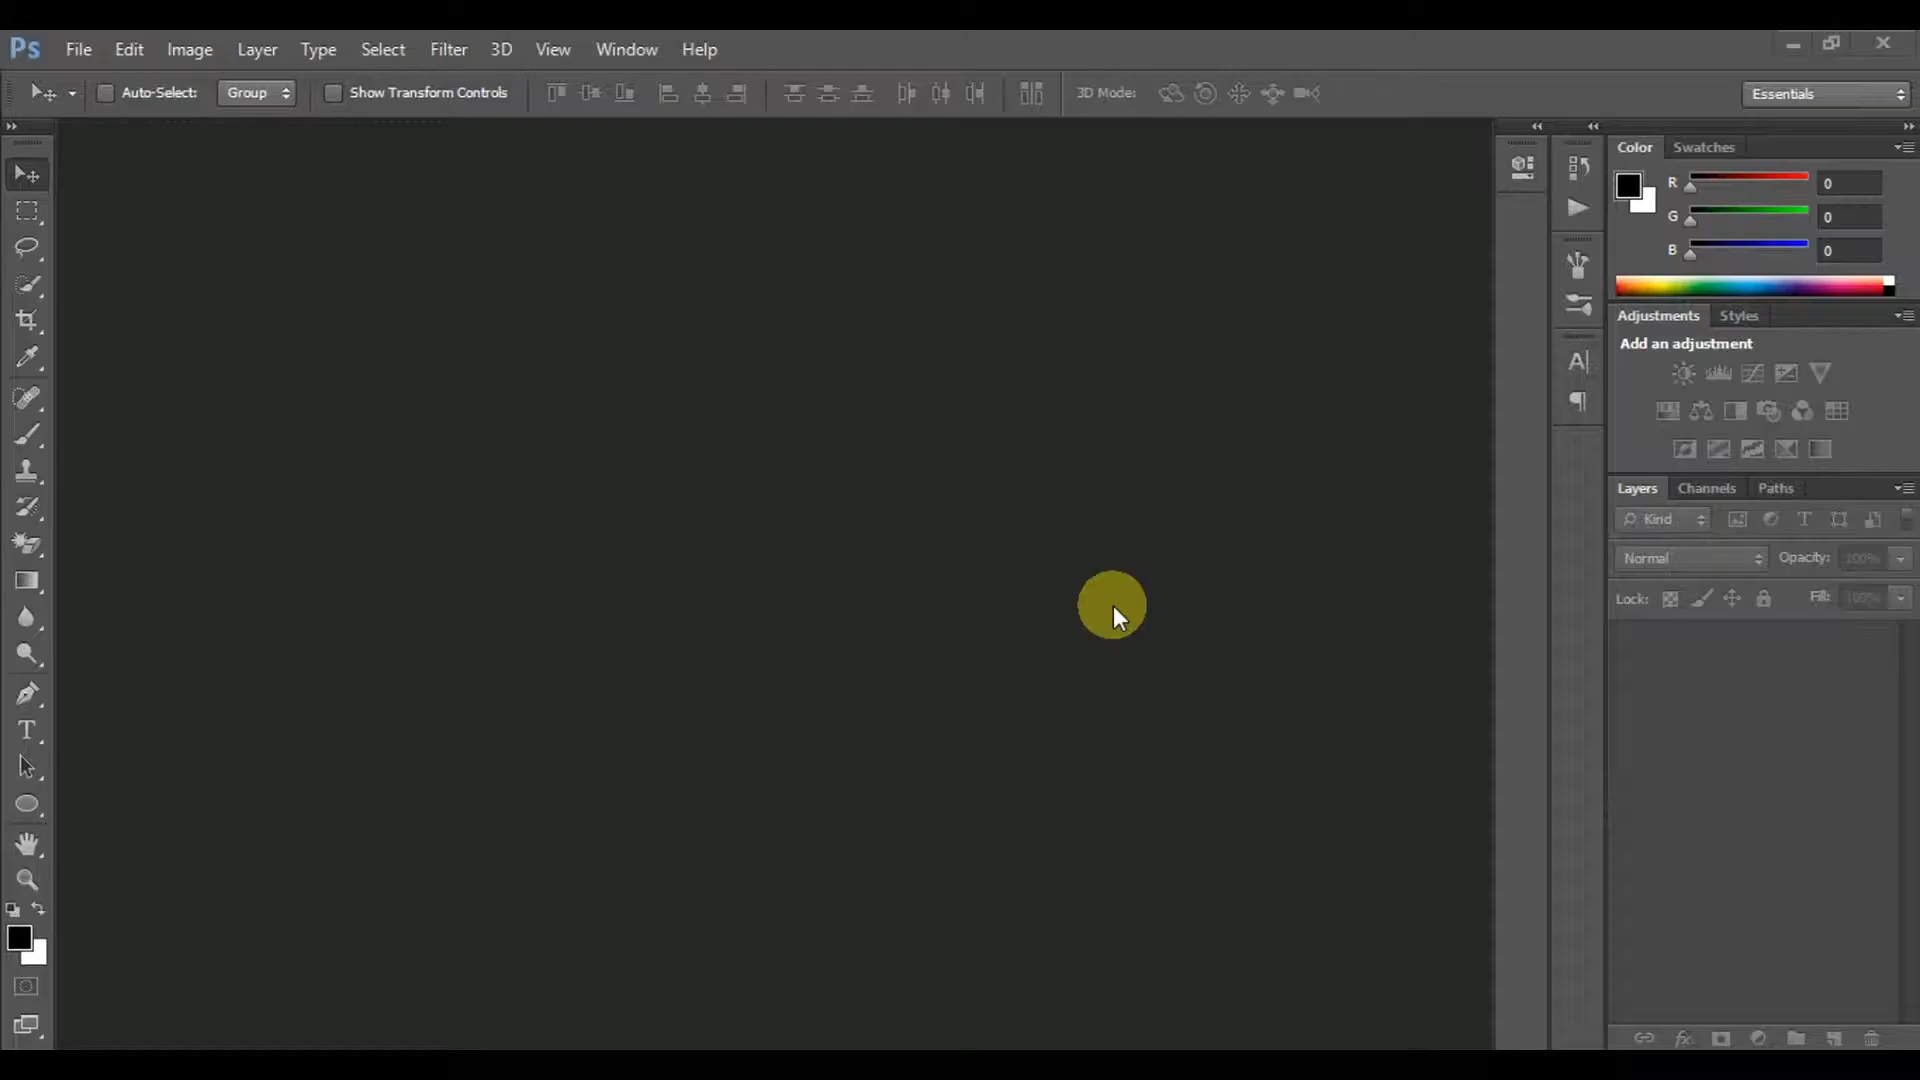 Ps File Edit Image Layer Type Select Filter 3D View Window Help
Auto-Select: Group Show Transform Controls 3D Mode: Essentials
Color Swatches
R 0
G 0
B 0
Adjustments Styles
Add an adjustment
Layers Channels Paths
Kind
Normal Opacity: 100%
Lock: Fill: 100%